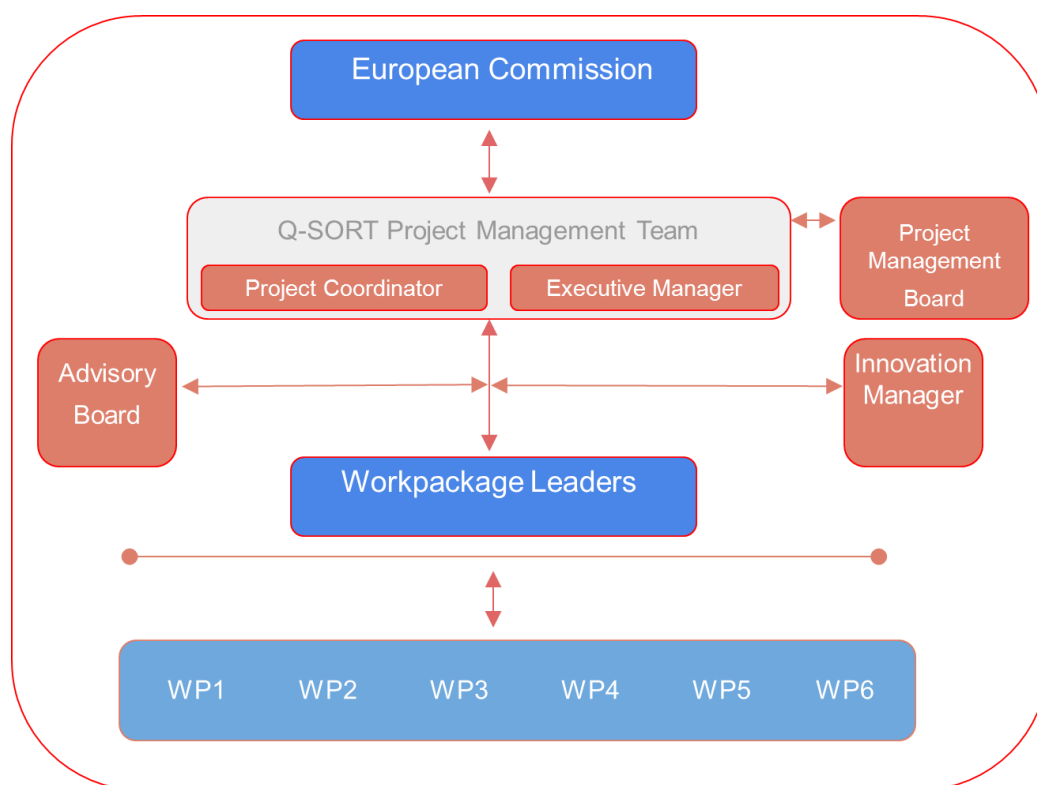 European Commission
Q-SORT Project Management Team
Project Coordinator
Executive Manager
Project
Management
Board
Advisory
Board
Innovation
Manager
Workpackage Leaders
WP1 WP2 WP3 WP4 WP5 WP6